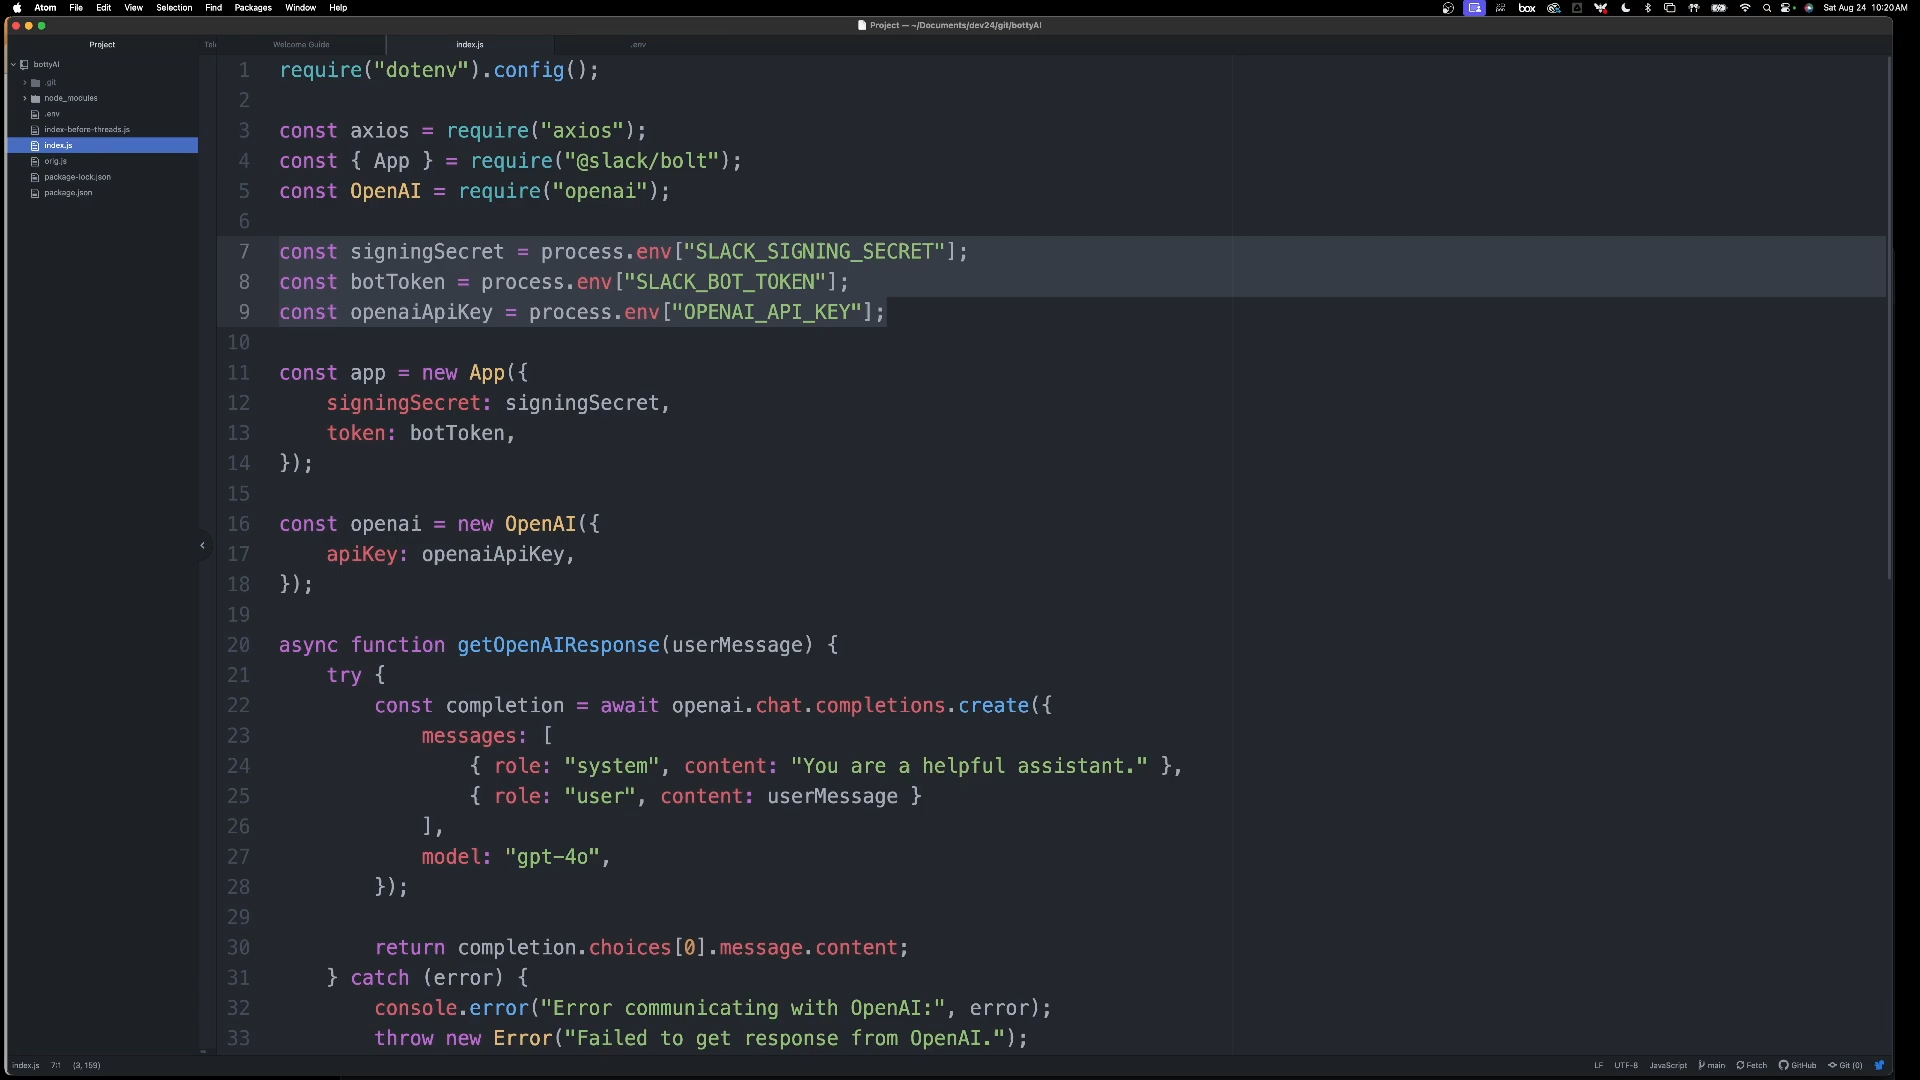 Atom File Edit View Selection Find Packages Window Help
box Sat Aug 24 10:20AM
Project — ~/Documents/dev24/git/bottyAI
Project
Tel Welcome Guide index.js .env
bottyAI
.git
node_modules
.env
index-before-threads.js
index.js
orig.js
package-lock.json
package.json
1 require("dotenv").config();
2
3 const axios = require("axios");
4 const { App } = require("@slack/bolt");
5 const OpenAI = require("openai");
6
7 const signingSecret = process.env["SLACK_SIGNING_SECRET"];
8 const botToken = process.env["SLACK_BOT_TOKEN"];
9 const openaiApiKey = process.env["OPENAI_API_KEY"];
10
11 const app = new App({
12     signingSecret: signingSecret,
13     token: botToken,
14 });
15
16 const openai = new OpenAI({
17     apiKey: openaiApiKey,
18 });
19
20 async function getOpenAIResponse(userMessage) {
21     try {
22         const completion = await openai.chat.completions.create({
23             messages: [
24                 { role: "system", content: "You are a helpful assistant." },
25                 { role: "user", content: userMessage }
26             ],
27             model: "gpt-4o",
28         });
29
30         return completion.choices[0].message.content;
31     } catch (error) {
32         console.error("Error communicating with OpenAI:", error);
33         throw new Error("Failed to get response from OpenAI.");
index.js 7:1 (3, 159)
LF UTF-8 JavaScript main Fetch GitHub Git (0)